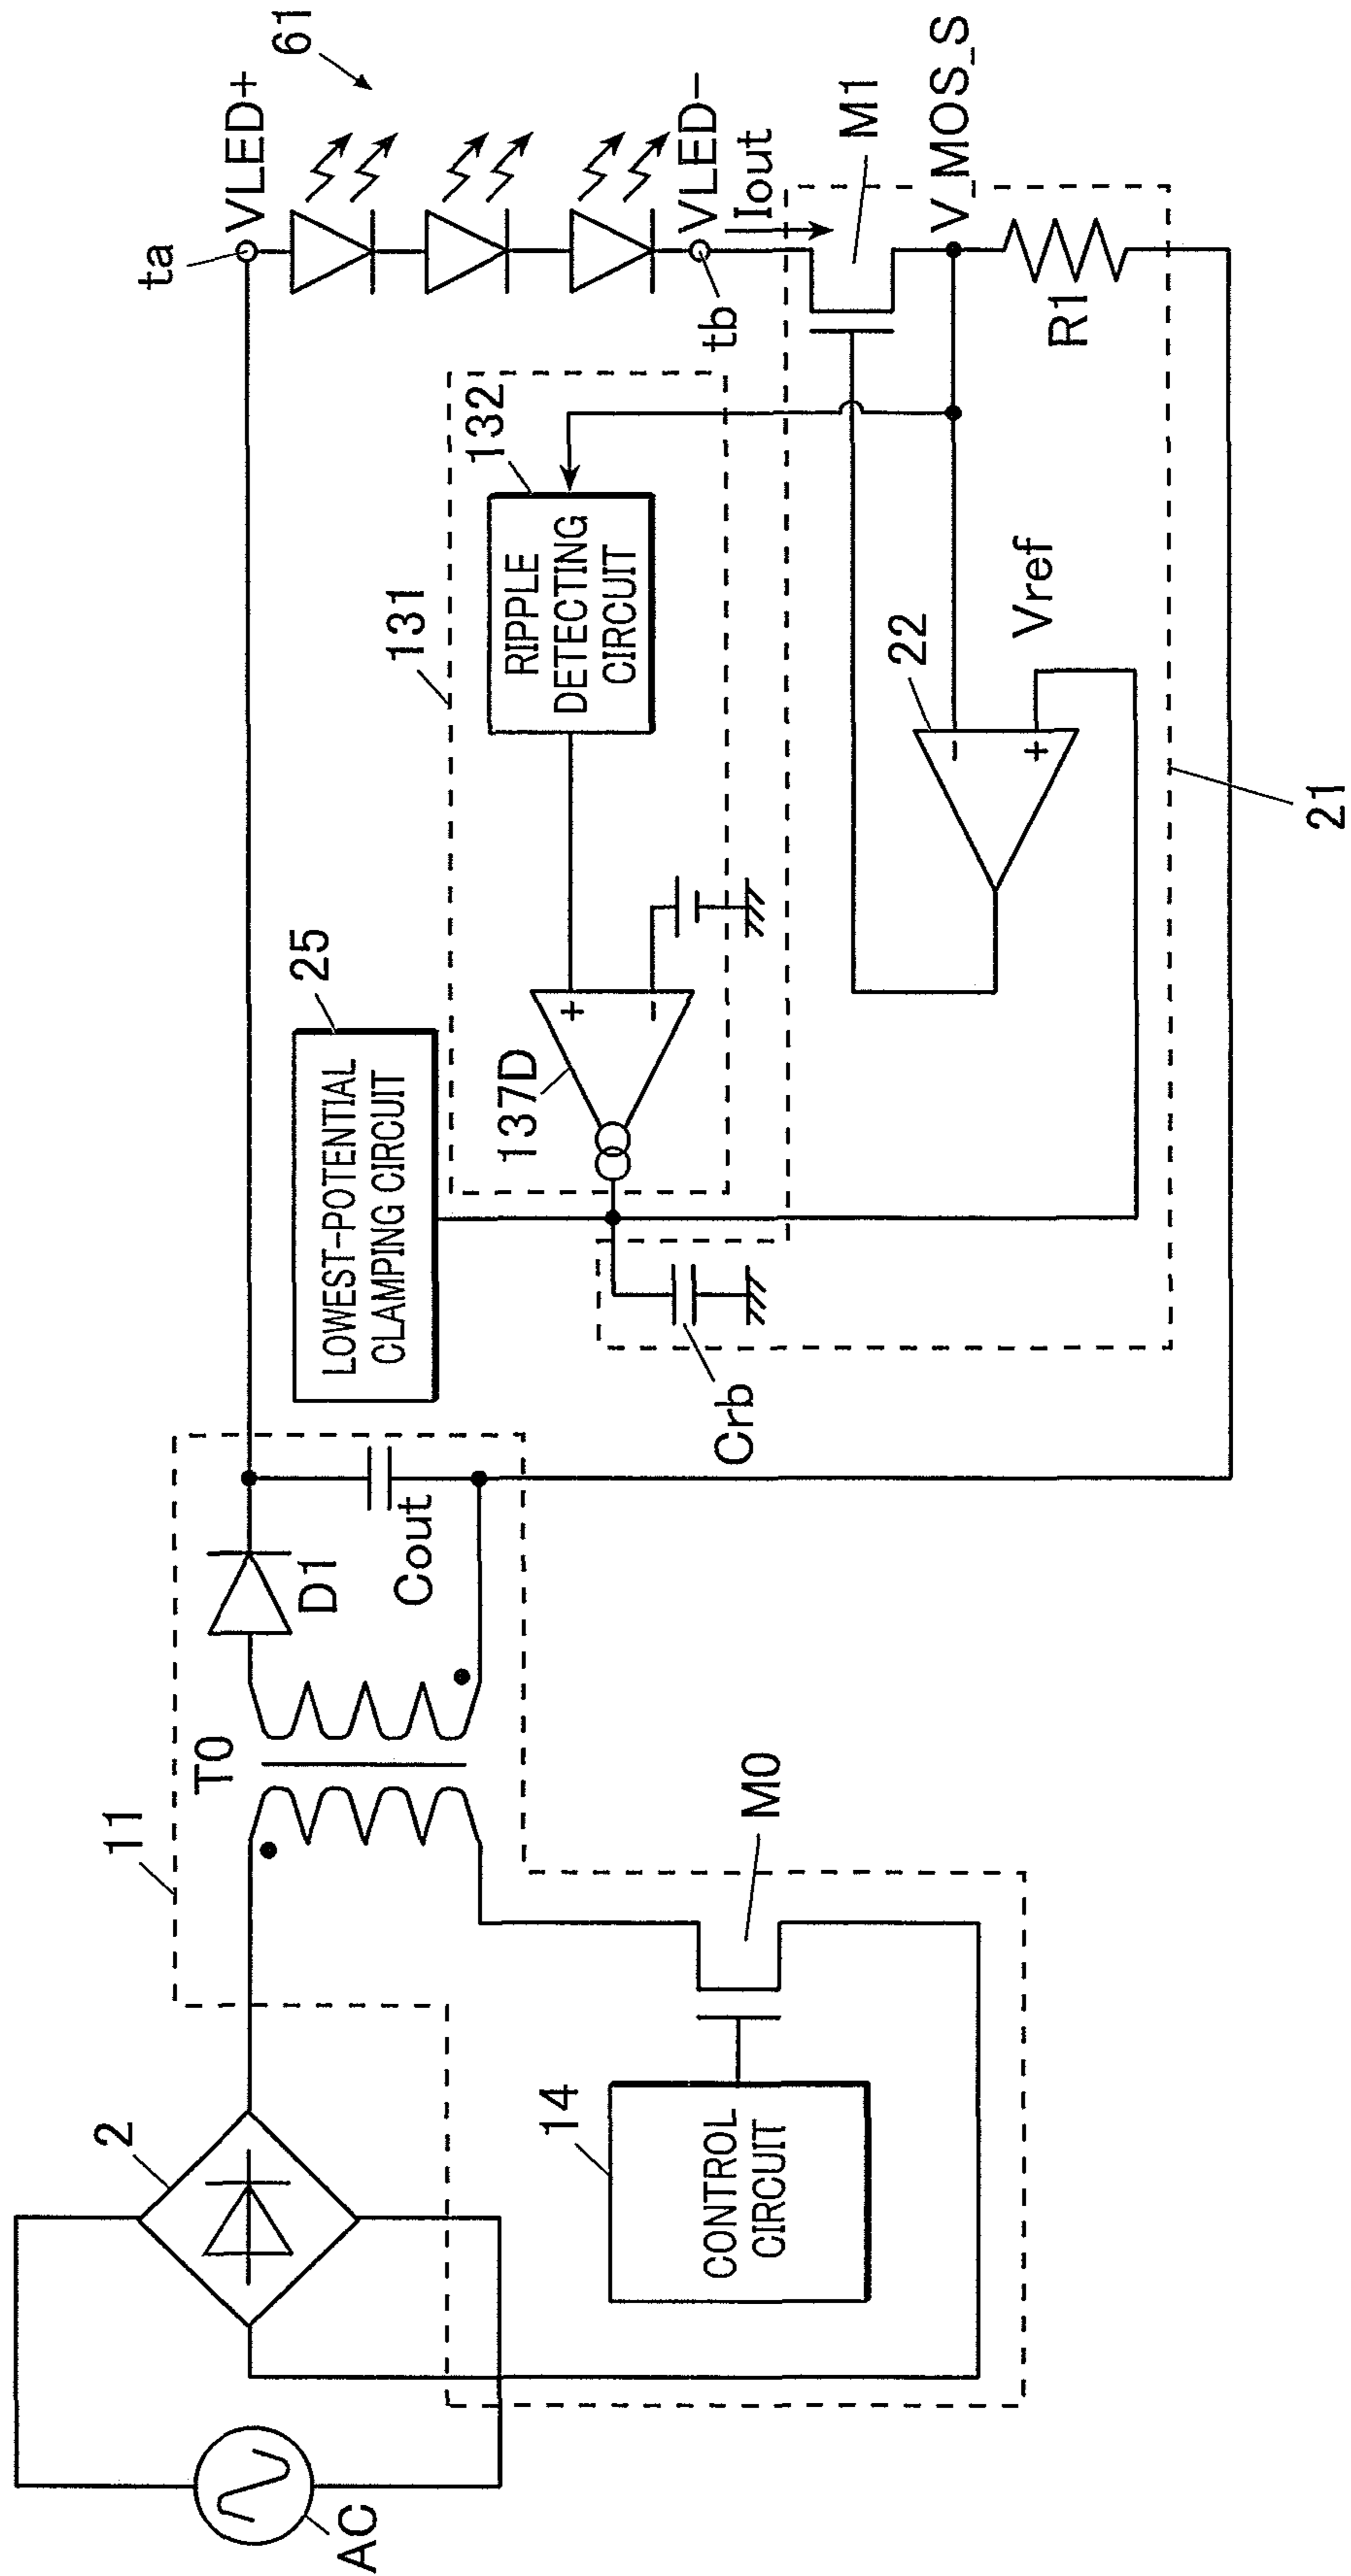 AC
2
11
T0
D1
Cout
14
CONTROL
CIRCUIT
M0
LOWEST-POTENTIAL
CLAMPING CIRCUIT
25
Crb
131
137D
+
-
RIPPLE
DETECTING
CIRCUIT
132
22
-
+
Vref
21
ta
VLED+
61
tb
VLED-
Iout
M1
V_MOS_S
R1